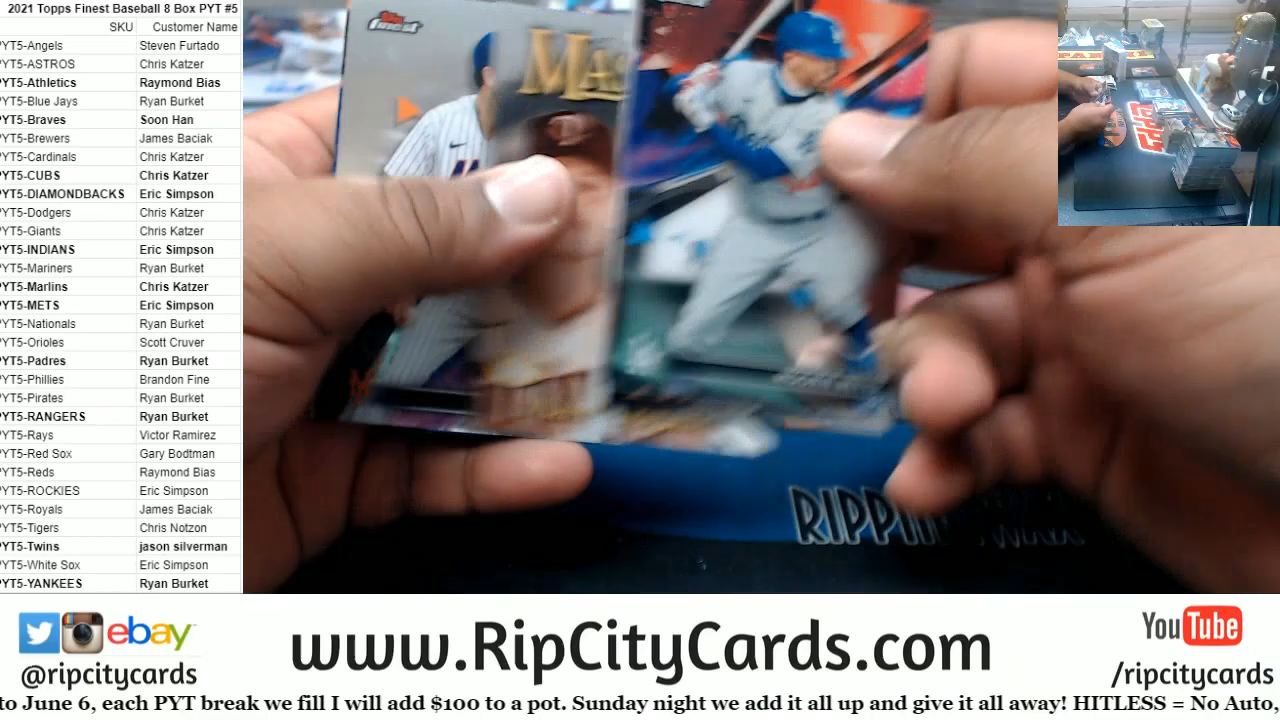 2021 Topps Finest Baseball 8 Box PYT #5
SKU Customer Name
PYT5-Angels Steven Furtado
PYT5-ASTROS Chris Katzer
PYT5-Athletics Raymond Bias
PYT5-Blue Jays Ryan Burket
PYT5-Braves Soon Han
PYT5-Brewers James Baciak
PYT5-Cardinals Chris Katzer
PYT5-CUBS Chris Katzer
PYT5-DIAMONDBACKS Eric Simpson
PYT5-Dodgers Chris Katzer
PYT5-Giants Chris Katzer
PYT5-INDIANS Eric Simpson
PYT5-Mariners Ryan Burket
PYT5-Marlins Chris Katzer
PYT5-METS Eric Simpson
PYT5-Nationals Ryan Burket
PYT5-Orioles Scott Cruver
PYT5-Padres Ryan Burket
PYT5-Phillies Brandon Fine
PYT5-Pirates Ryan Burket
PYT5-RANGERS Ryan Burket
PYT5-Rays Victor Ramirez
PYT5-Red Sox Gary Bodtman
PYT5-Reds Raymond Bias
PYT5-ROCKIES Eric Simpson
PYT5-Royals James Baciak
PYT5-Tigers Chris Notzon
PYT5-Twins jason silverman
PYT5-White Sox Eric Simpson
PYT5-YANKEES Ryan Burket
Topps
Finest
MAS
PANINI
Topps
RIPPI
WAX
ebay
@ripcitycards
www.RipCityCards.com
YouTube
/ripcitycards
to June 6, each PYT break we fill I will add $100 to a pot. Sunday night we add it all up and give it all away! HITLESS = No Auto,